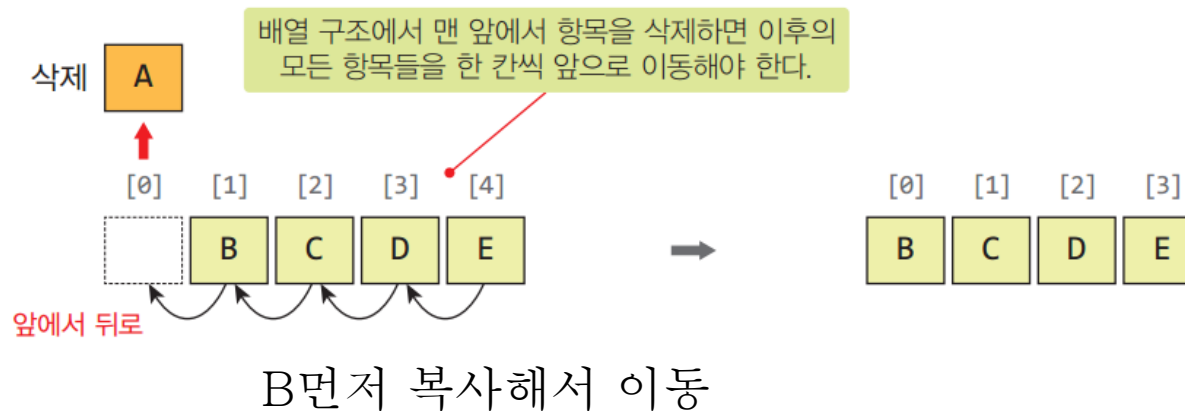 배열 구조에서 맨 앞에서 항목을 삭제하면 이후의
모든 항목들을 한 칸씩 앞으로 이동해야 한다.
삭제 A
[0] [1] [2] [3] [4]
B C D E
앞에서 뒤로
[0] [1] [2] [3]
B C D E
B먼저 복사해서 이동